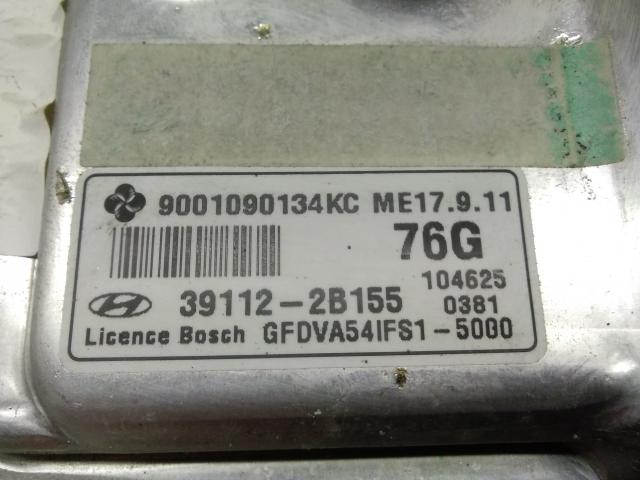 9001090134KC ME17.9.11
76G
104625
39112-2B155 0381
Licence Bosch GFDVA54IFS1-5000